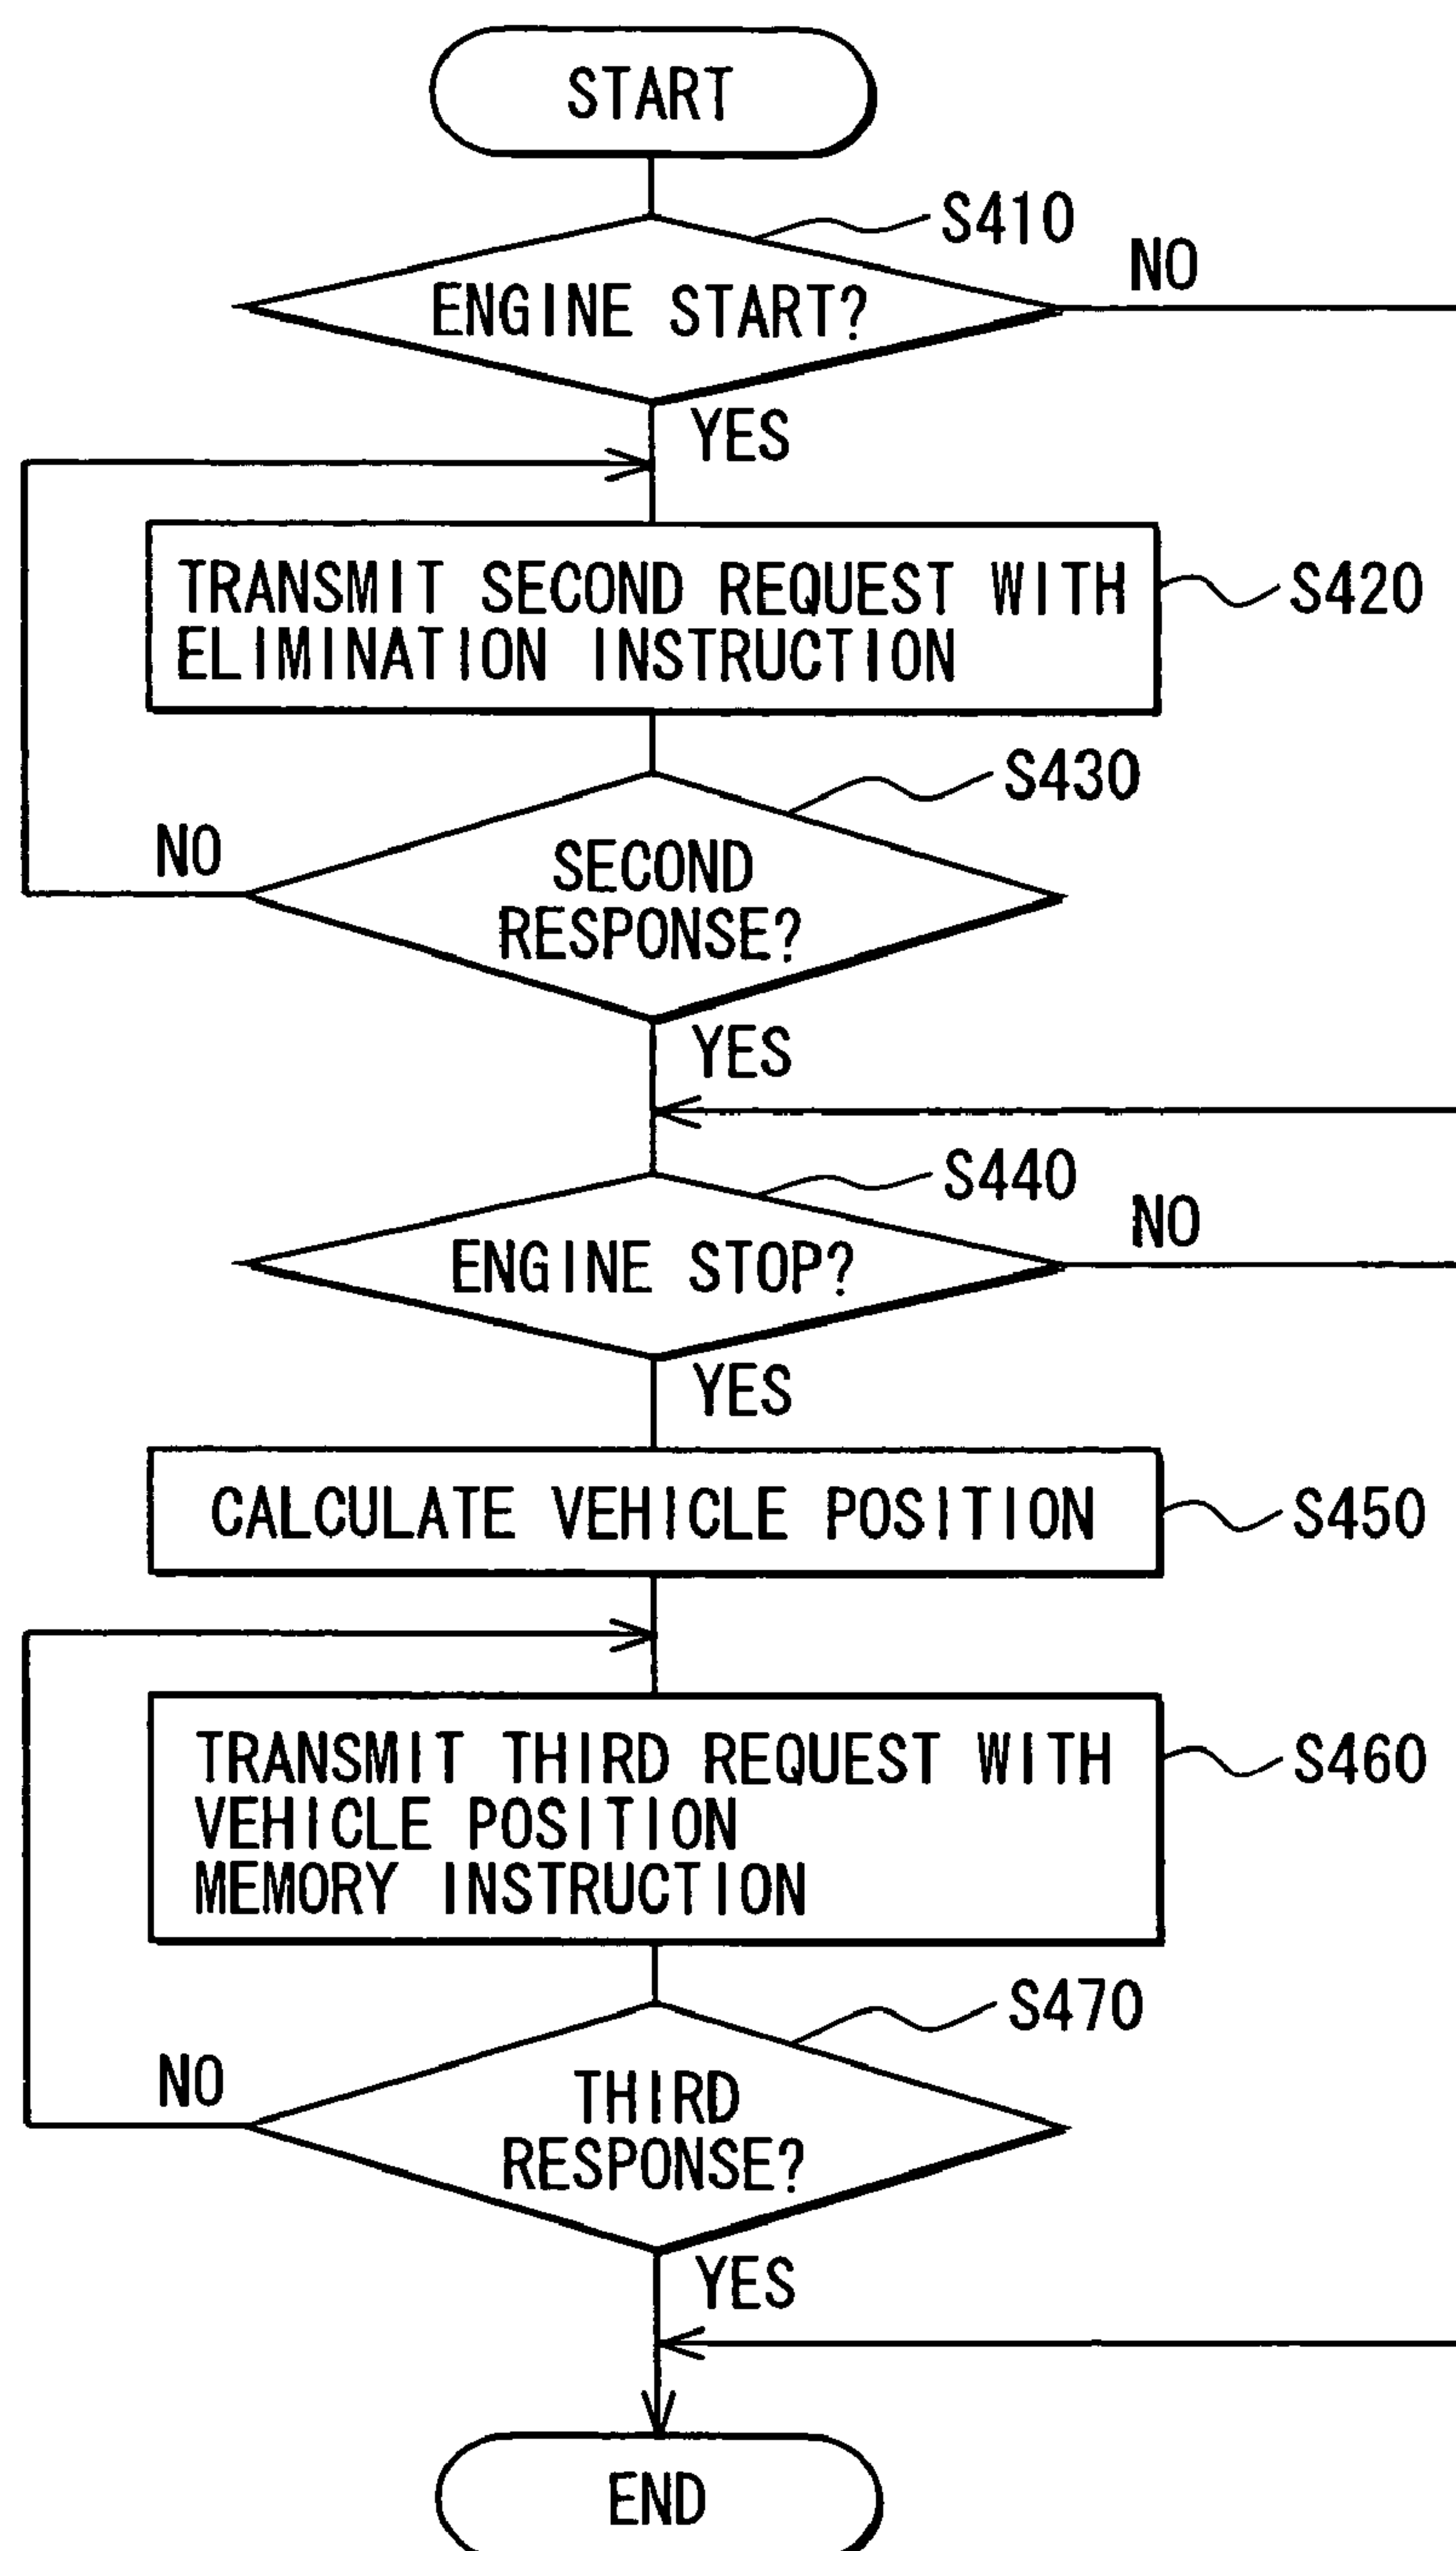 START
S410
NO
ENGINE START?
YES
TRANSMIT SECOND REQUEST WITH
ELIMINATION INSTRUCTION
S420
S430
NO
SECOND
RESPONSE?
YES
S440
NO
ENGINE STOP?
YES
CALCULATE VEHICLE POSITION
S450
TRANSMIT THIRD REQUEST WITH
VEHICLE POSITION
MEMORY INSTRUCTION
S460
S470
NO
THIRD
RESPONSE?
YES
END